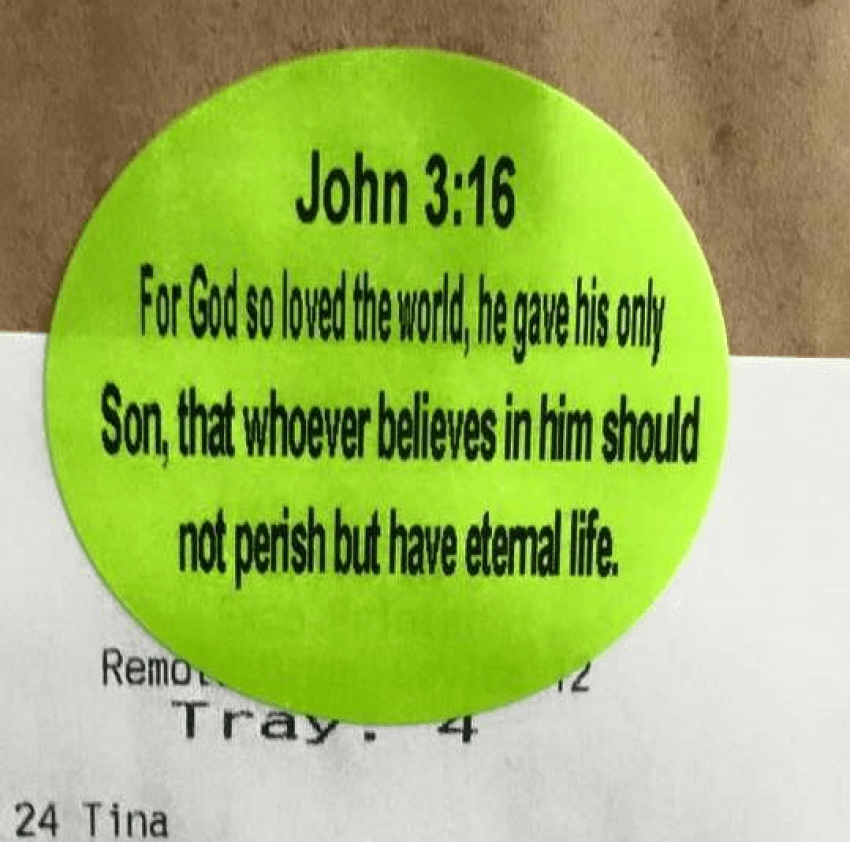 John 3:16
For God so loved the world, he gave his only
Son, that whoever believes in him should
not perish but have eternal life.
Tray: 4
24 Tina